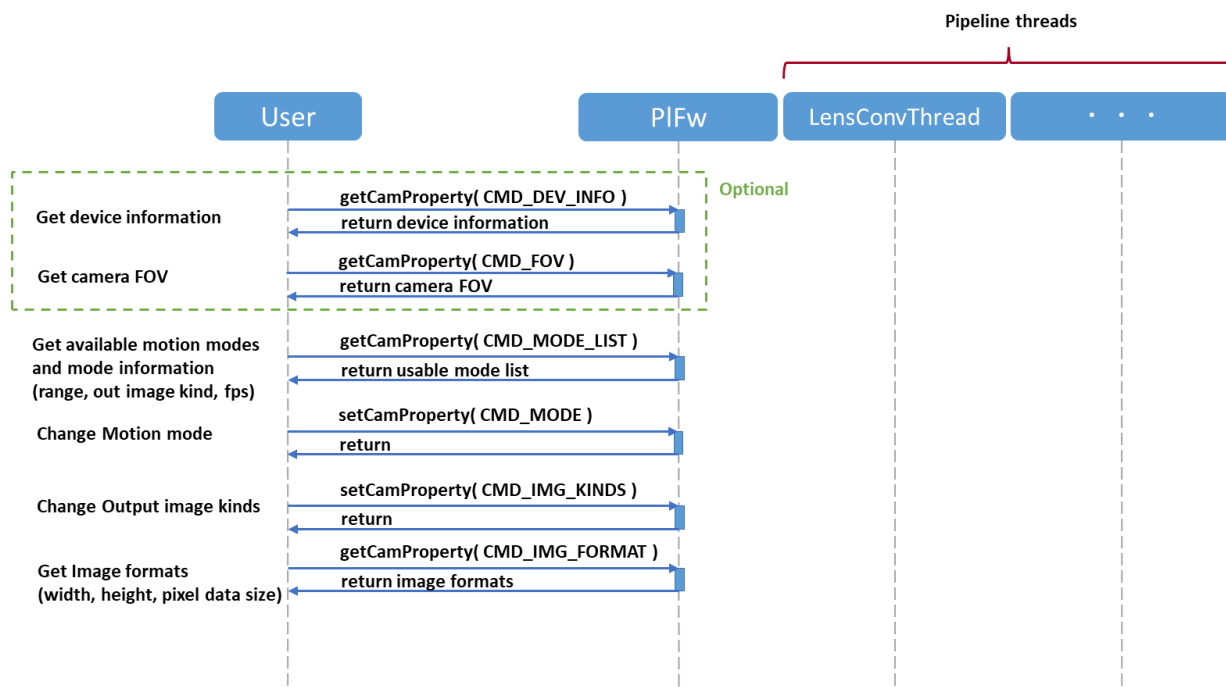 Pipeline threads
User
PlFw
LensConvThread
・・・
Optional
Get device information
getCamProperty( CMD_DEV_INFO )
return device information
Get camera FOV
getCamProperty( CMD_FOV )
return camera FOV
Get available motion modes
and mode information
(range, out image kind, fps)
getCamProperty( CMD_MODE_LIST )
return usable mode list
Change Motion mode
setCamProperty( CMD_MODE )
return
Change Output image kinds
setCamProperty( CMD_IMG_KINDS )
return
Get Image formats
(width, height, pixel data size)
getCamProperty( CMD_IMG_FORMAT )
return image formats